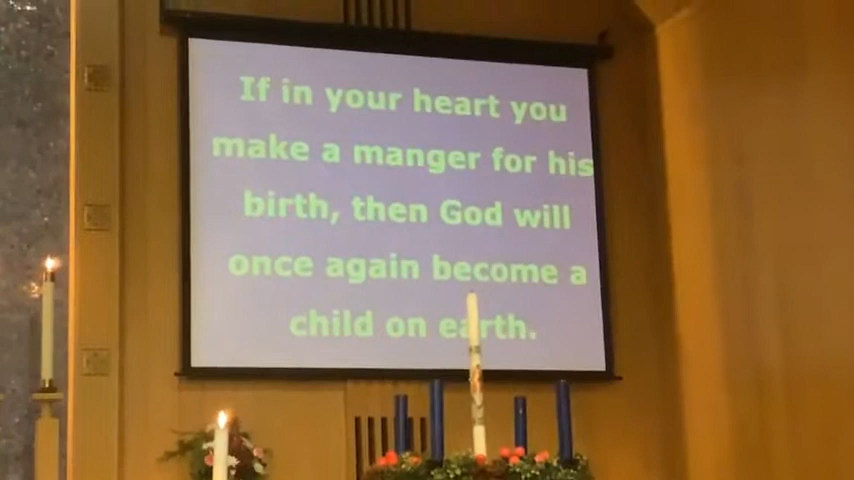 If in your heart you
make a manger for his
birth, then God will
once again become a
child on earth.